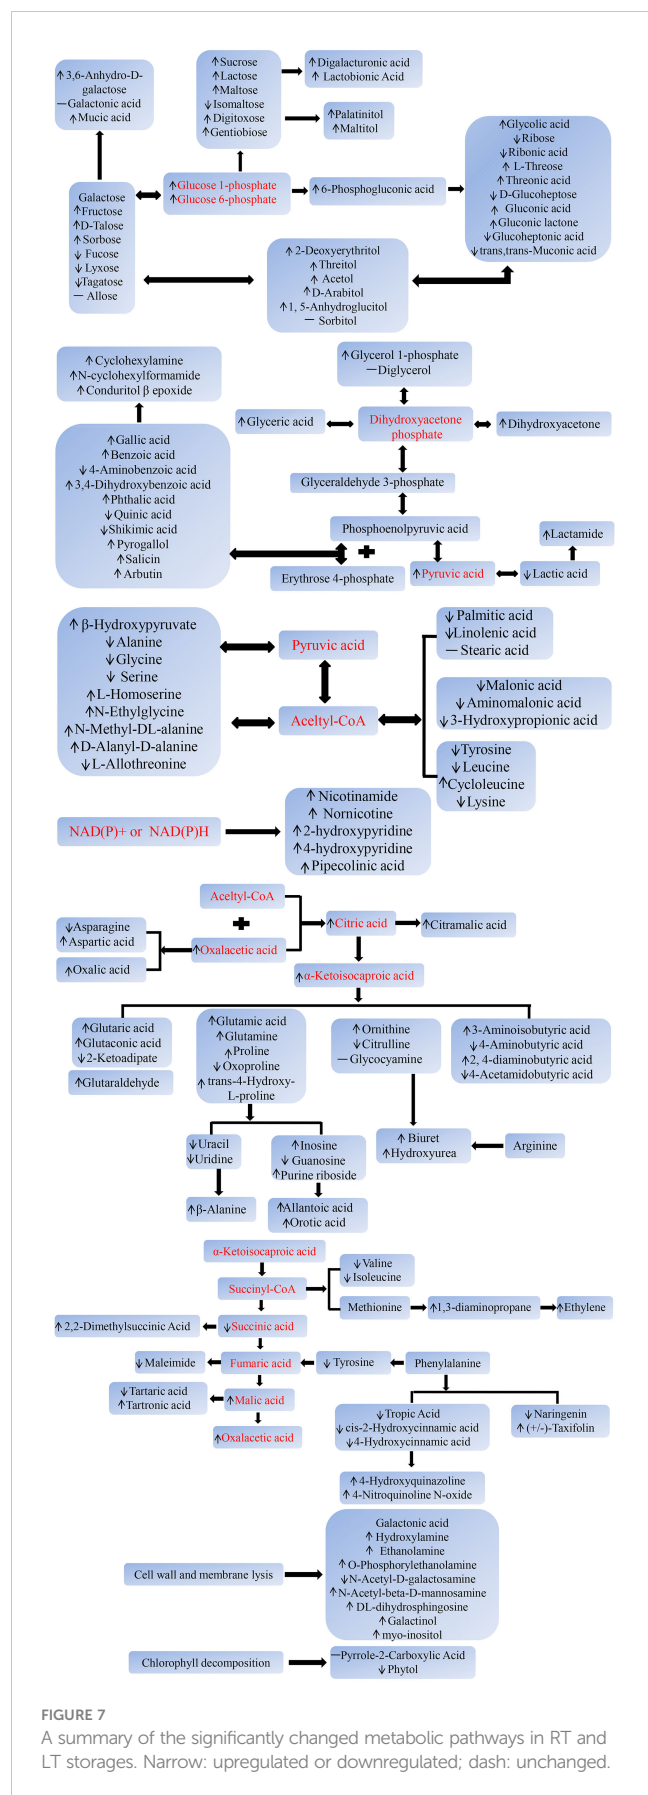 ↑3,6-Anhydro-D-
galactose
—Galactonic acid
↑Mucic acid
↑Sucrose
↑Lactose
↑Maltose
↓Isomaltose
↑Digitoxose
↑Gentiobiose
↑Digalacturonic acid
↑ Lactobionic Acid
↑Palatinitol
↑Maltitol
↑Glycolic acid
↓Ribose
↓Ribonic acid
↑ L-Threose
↑Threonic acid
↓D-Glucoheptose
↑ Gluconic acid
↑Gluconic lactone
↓Glucoheptonic acid
↓trans,trans-Muconic acid
Galactose
↑Fructose
↑D-Talose
↑Sorbose
↓Fucose
↓Lyxose
↓Tagatose
— Allose
↑Glucose 1-phosphate
↑Glucose 6-phosphate
↑6-Phosphogluconic acid
↑2-Deoxyerythritol
↑Threitol
↑ Acetol
↑D-Arabitol
↑1, 5-Anhydroglucitol
— Sorbitol
↑Cyclohexylamine
↑N-cyclohexylformamide
↑Conduritol β epoxide
↑Gallic acid
↑Benzoic acid
↓4-Aminobenzoic acid
↑3,4-Dihydroxybenzoic acid
↑Phthalic acid
↓Quinic acid
↓Shikimic acid
↑Pyrogallol
↑Salicin
↑Arbutin
↑Glycerol 1-phosphate
—Diglycerol
↑Glyceric acid
Dihydroxyacetone
phosphate
↑Dihydroxyacetone
Glyceraldehyde 3-phosphate
Phosphoenolpyruvic acid
+
Erythrose 4-phosphate
↑Pyruvic acid
↓ Lactic acid
↑Lactamide
↑β-Hydroxypyruvate
↓Alanine
↓Glycine
↓ Serine
↑L-Homoserine
↑N-Ethylglycine
↑N-Methyl-DL-alanine
↑D-Alanyl-D-alanine
↓L-Allothreonine
Pyruvic acid
Aceltyl-CoA
↓ Palmitic acid
↓Linolenic acid
— Stearic acid
↓Malonic acid
↓Aminomalonic acid
↓3-Hydroxypropionic acid
↓Tyrosine
↓Leucine
↑Cycloleucine
↓Lysine
NAD(P)+ or NAD(P)H
↑ Nicotinamide
↑ Nornicotine
↑2-hydroxypyridine
↑4-hydroxypyridine
↑Pipecolinic acid
Aceltyl-CoA
+
↑Oxalacetic acid
↓Asparagine
↑Aspartic acid
↑Oxalic acid
↑Citric acid
↑Citramalic acid
↑α-Ketoisocaproic acid
↑Glutaric acid
↑Glutaconic acid
↓2-Ketoadipate
↑Glutaraldehyde
↑Glutamic acid
↑Glutamine
↑Proline
↓Oxoproline
↑trans-4-Hydroxy-
L-proline
↑Ornithine
↓Citrulline
— Glycocyamine
↑3-Aminoisobutyric acid
↓4-Aminobutyric acid
↑2, 4-diaminobutyric acid
↓4-Acetamidobutyric acid
↓Uracil
↓Uridine
↑Inosine
↓ Guanosine
↑Purine riboside
↑ Biuret
↑Hydroxyurea
Arginine
↑β-Alanine
↑Allantoic acid
↑Orotic acid
α-Ketoisocaproic acid
Succinyl-CoA
↓Valine
↓Isoleucine
Methionine
↑1,3-diaminopropane
↑Ethylene
↑2,2-Dimethylsuccinic Acid
↓Succinic acid
↓Maleimide
Fumaric acid
↓ Tyrosine
Phenylalanine
↓Tartaric acid
↑Tartronic acid
↑Malic acid
↑Oxalacetic acid
↓Tropic Acid
↓cis-2-Hydroxycinnamic acid
↓4-Hydroxycinnamic acid
↓Naringenin
↑(+/-)-Taxifolin
↑4-Hydroxyquinazoline
↑4-Nitroquinoline N-oxide
Cell wall and membrane lysis
Galactonic acid
↑ Hydroxylamine
↑ Ethanolamine
↑O-Phosphorylethanolamine
↓N-Acetyl-D-galactosamine
↑N-Acetyl-beta-D-mannosamine
↑ DL-dihydrosphingosine
↑Galactinol
↑myo-inositol
Chlorophyll decomposition
—Pyrrole-2-Carboxylic Acid
↓Phytol
FIGURE 7
A summary of the significantly changed metabolic pathways in RT and
LT storages. Narrow: upregulated or downregulated; dash: unchanged.